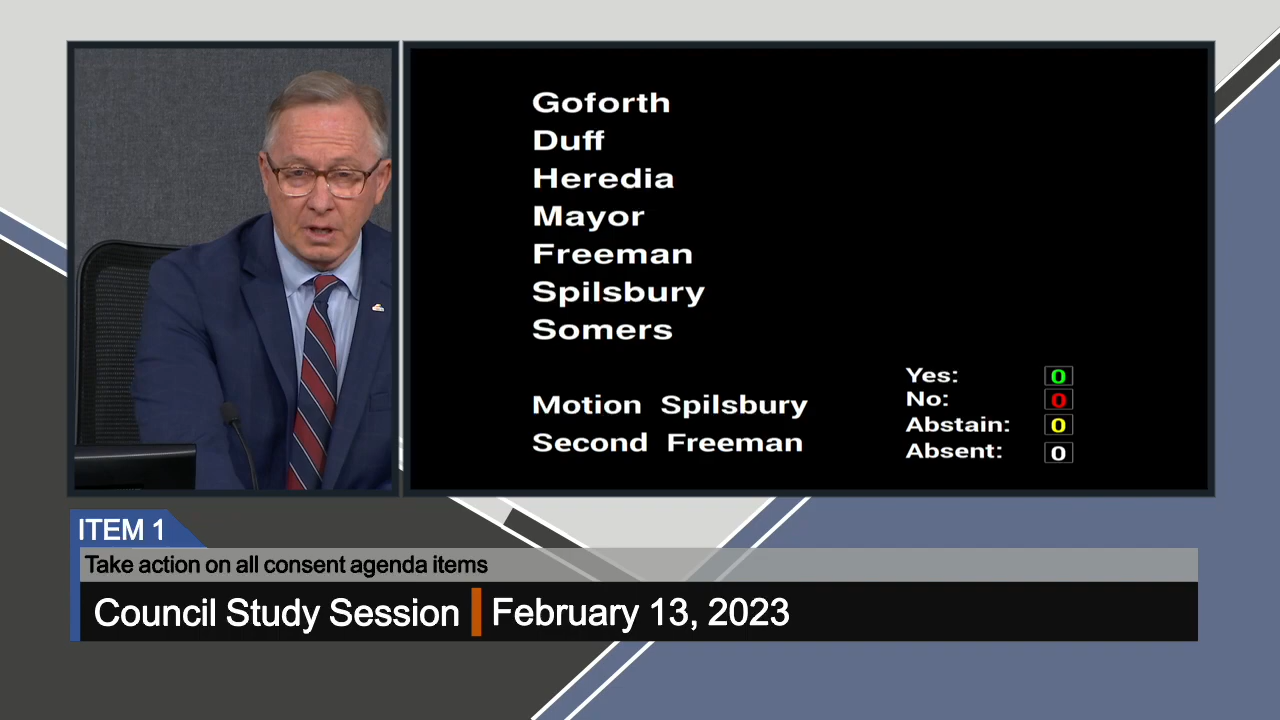 Goforth
Duff
Heredia
Mayor
Freeman
Spilsbury
Somers
Motion Spilsbury
Second Freeman
Yes: 0
No: 0
Abstain: 0
Absent: 0
ITEM 1
Take action on all consent agenda items
Council Study Session February 13, 2023